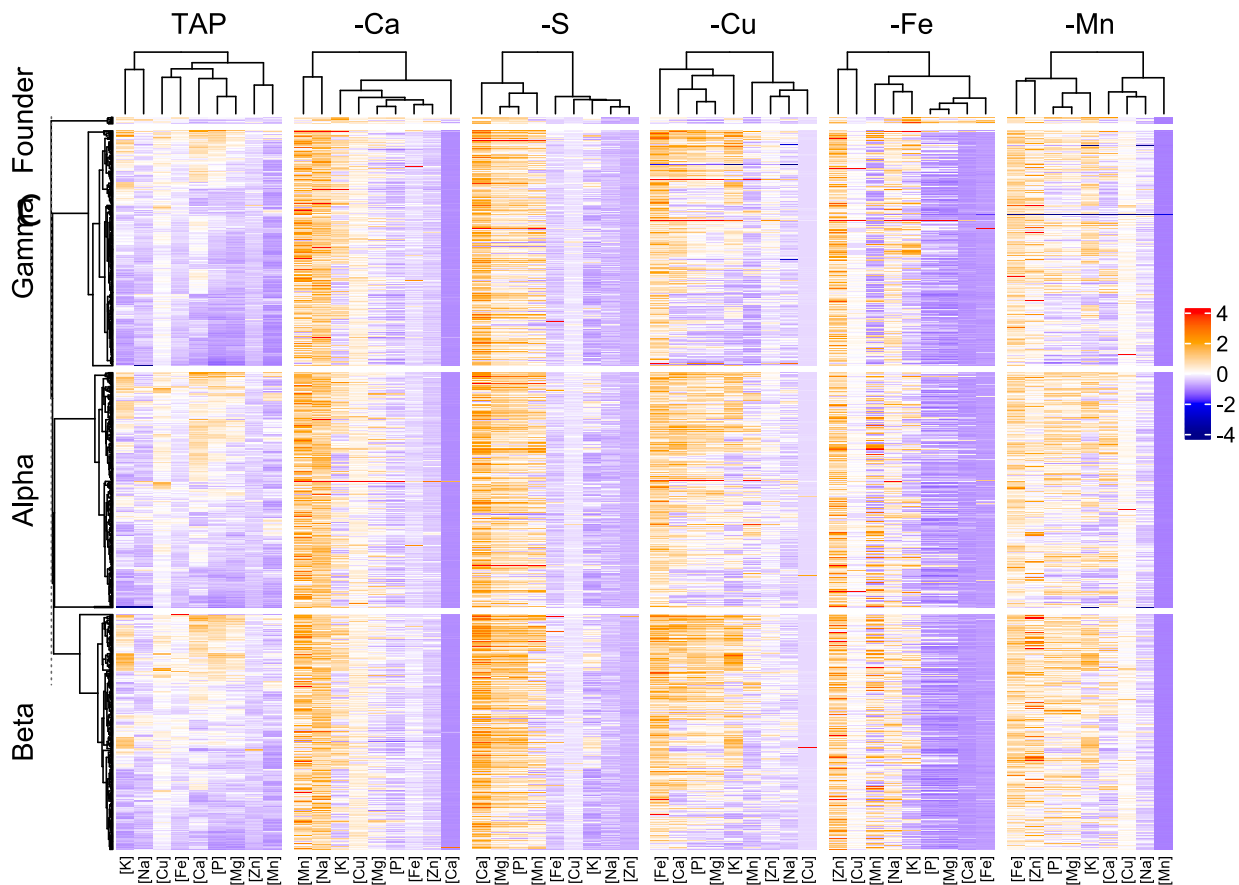 TAP -Ca -S -Cu -Fe -Mn
Founder
Gamma
Alpha
Beta
4
2
0
-2
-4
[K] [Na] [Cu] [Fe] [Ca] [P] [Mg] [Zn] [Mn]
[Mn] [Na] [K] [Cu] [Mg] [P] [Fe] [Zn] [Ca]
[Ca] [Mg] [P] [Mn] [Fe] [Cu] [K] [Na] [Zn]
[Fe] [Ca] [P] [Mg] [K] [Mn] [Zn] [Na] [Cu]
[Zn] [Mn] [Na] [K] [P] [Mg] [Ca] [Fe]
[Fe] [Zn] [P] [Mg] [K] [Ca] [Cu] [Na] [Mn]